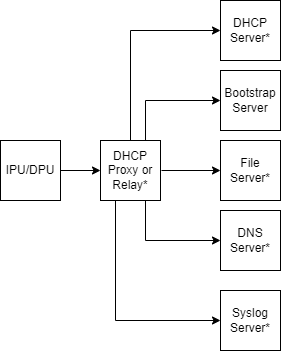 DHCP
Server*
Bootstrap
Server
IPU/DPU
DHCP
Proxy or
Relay*
File
Server*
DNS
Server*
Syslog
Server*